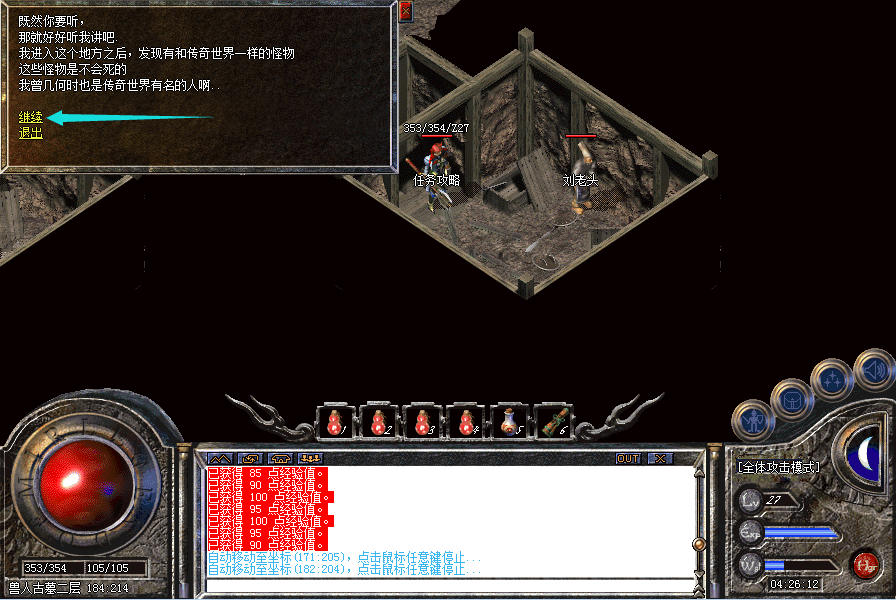 既然你要听,
那就好好听我讲吧.
我进入这个地方之后，发现有和传奇世界一样的怪物
这些怪物是不会死的
我曾几何时也是传奇世界有名的人啊..
继续
退出
353/354/Z27
任务攻略
刘老头
1 2 3 4 5 6
OUT
已获得 85 点经验值。
已获得 90 点经验值。
已获得 100 点经验值。
已获得 95 点经验值。
已获得 100 点经验值。
已获得 95 点经验值。
已获得 90 点经验值。
自动移动至坐标(171:205)，点击鼠标任意键停止...
自动移动至坐标(182:204)，点击鼠标任意键停止...
[全体攻击模式]
Lv 27
Exp
W
Hgr
04:26:12
353/354 105/105
兽人古墓二层 184:214